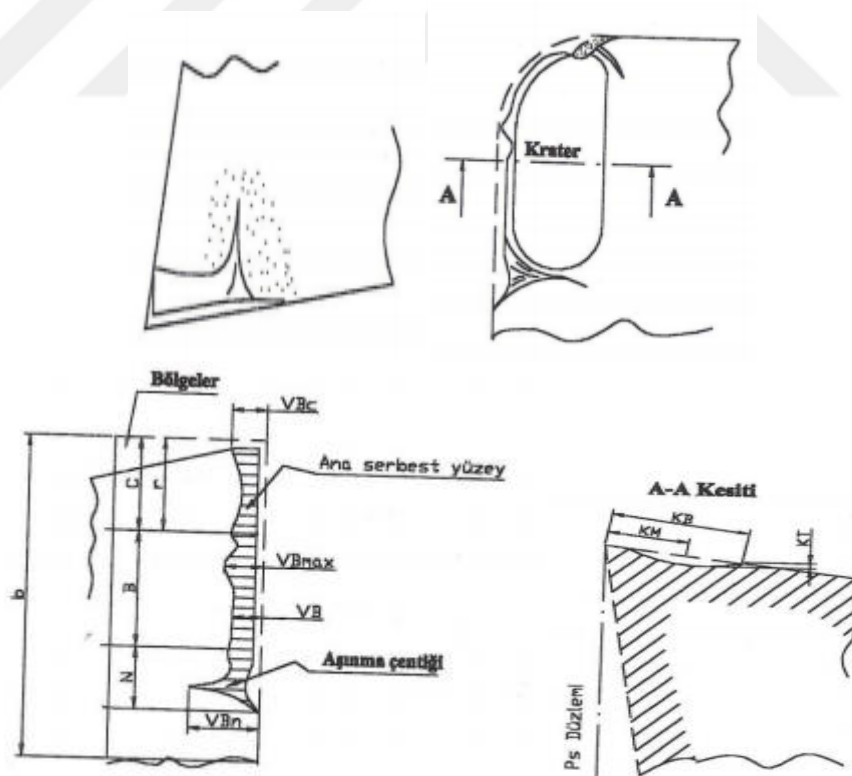 Krater
A
A
Bölgeler
VBc
C
r
Ana serbest yüzey
A-A Kesiti
KB
KM
KT
b
VBmax
B
VB
Aşınma çentiği
N
VBn
Ps Düzlemi